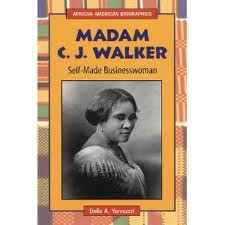 AFRICAN-AMERICAN BIOGRAPHIES
MADAM
C. J. WALKER
Self-Made Businesswoman
Della A. Yannuzzi